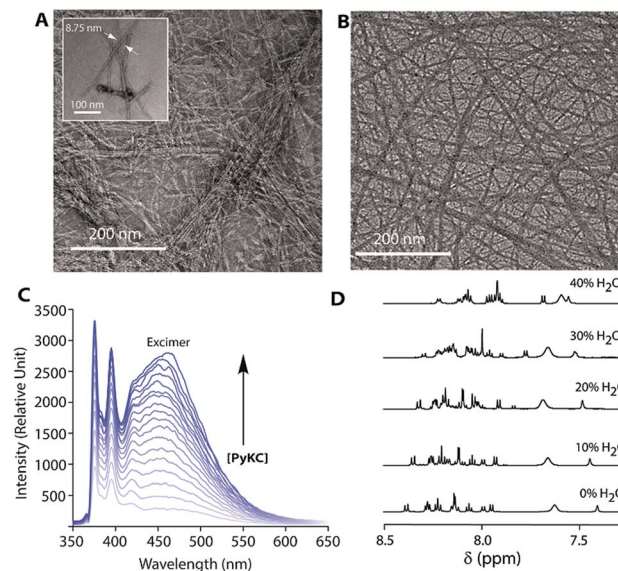 A
8.75 nm
100 nm
200 nm
B
200 nm
C
3500
3000
2500
2000
1500
1000
500
Intensity (Relative Unit)
Excimer
[PyKC]
350 400 450 500 550 600 650
Wavelength (nm)
D
40% H2O
30% H2O
20% H2O
10% H2O
0% H2O
8.5 8.0 7.5
δ (ppm)